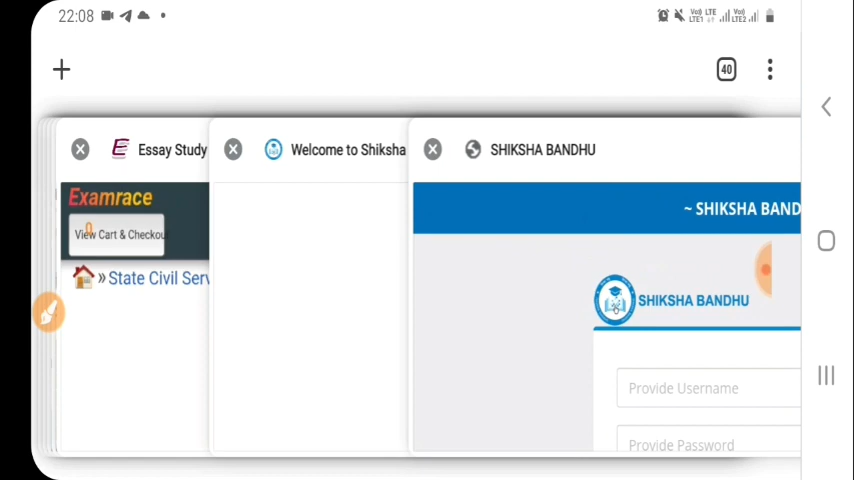 22:08
Vo) LTE Vo)
LTE1 LTE2
40
Essay Study
Welcome to Shiksha
SHIKSHA BANDHU
Examrace
View Cart & Checkou
0
» State Civil Serv
~ SHIKSHA BAND
SHIKSHA BANDHU
Provide Username
Provide Password